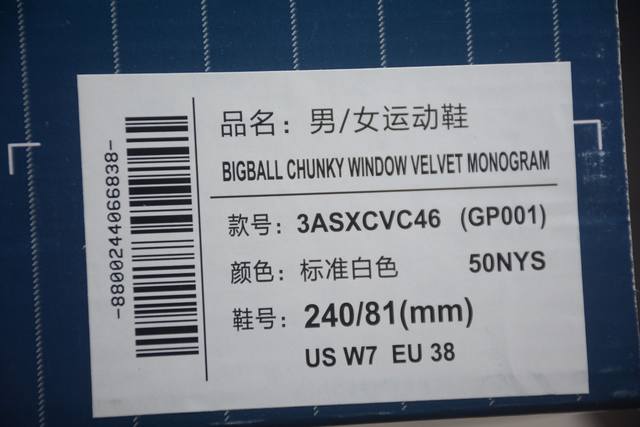 品名：男/女运动鞋
BIGBALL CHUNKY WINDOW VELVET MONOGRAM
款号：3ASXCVC46 (GP001)
颜色：标准白色 50NYS
鞋号：240/81(mm)
US W7 EU 38
-8800244066838-